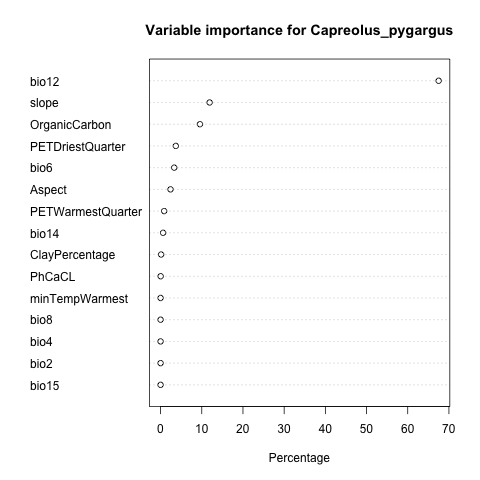 Variable importance for Capreolus_pygargus
bio12
slope
OrganicCarbon
PETDriestQuarter
bio6
Aspect
PETWarmestQuarter
bio14
ClayPercentage
PhCaCL
minTempWarmest
bio8
bio4
bio2
bio15
0 10 20 30 40 50 60 70
Percentage